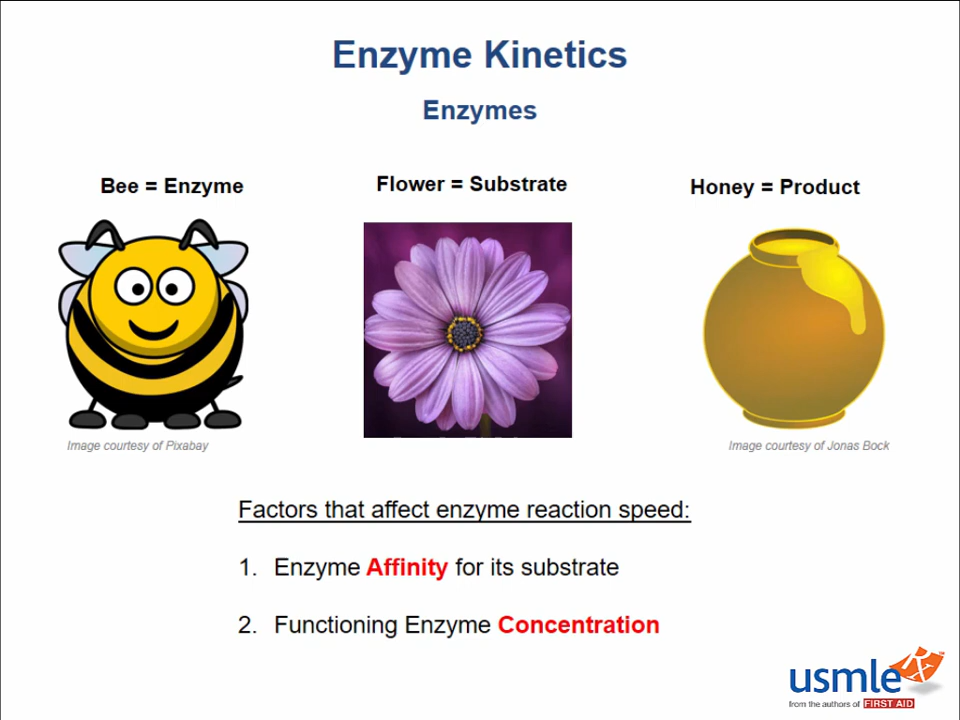 Enzyme Kinetics
Enzymes
Bee = Enzyme
Flower = Substrate
Honey = Product
Image courtesy of Pixabay
Image courtesy of Jonas Bock
Factors that affect enzyme reaction speed:
1. Enzyme Affinity for its substrate
2. Functioning Enzyme Concentration
usmle Rx™
from the authors of FIRST AID